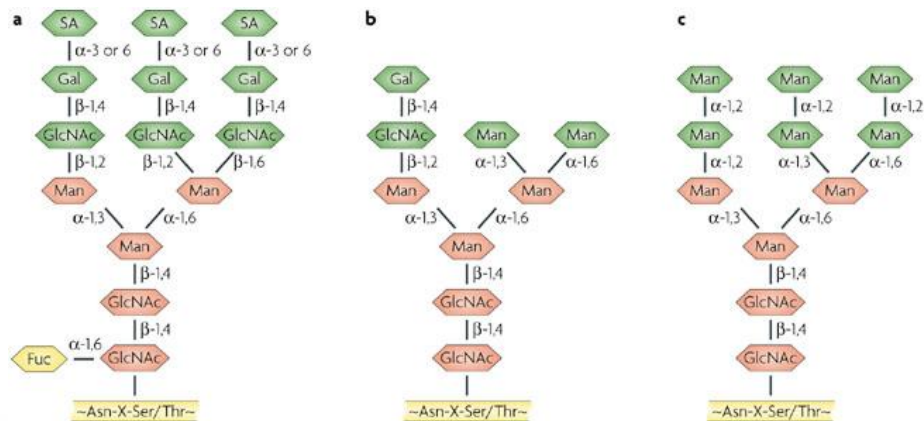 a b c
SA SA SA
α-3 or 6 α-3 or 6 α-3 or 6
Gal Gal Gal Gal Man Man Man
β-1,4 β-1,4 β-1,4 β-1,4 α-1,2 α-1,2 α-1,2
GlcNAc GlcNAc GlcNAc GlcNAc Man Man Man Man Man
β-1,2 β-1,2 β-1,6 β-1,2 α-1,3 α-1,6 α-1,2 α-1,3 α-1,6
Man Man Man Man Man Man
α-1,3 α-1,6 α-1,3 α-1,6 α-1,3 α-1,6
Man Man Man
β-1,4 β-1,4 β-1,4
GlcNAc GlcNAc GlcNAc
β-1,4 β-1,4 β-1,4
Fuc α-1,6 GlcNAc GlcNAc GlcNAc
~Asn-X-Ser/Thr~ ~Asn-X-Ser/Thr~ ~Asn-X-Ser/Thr~